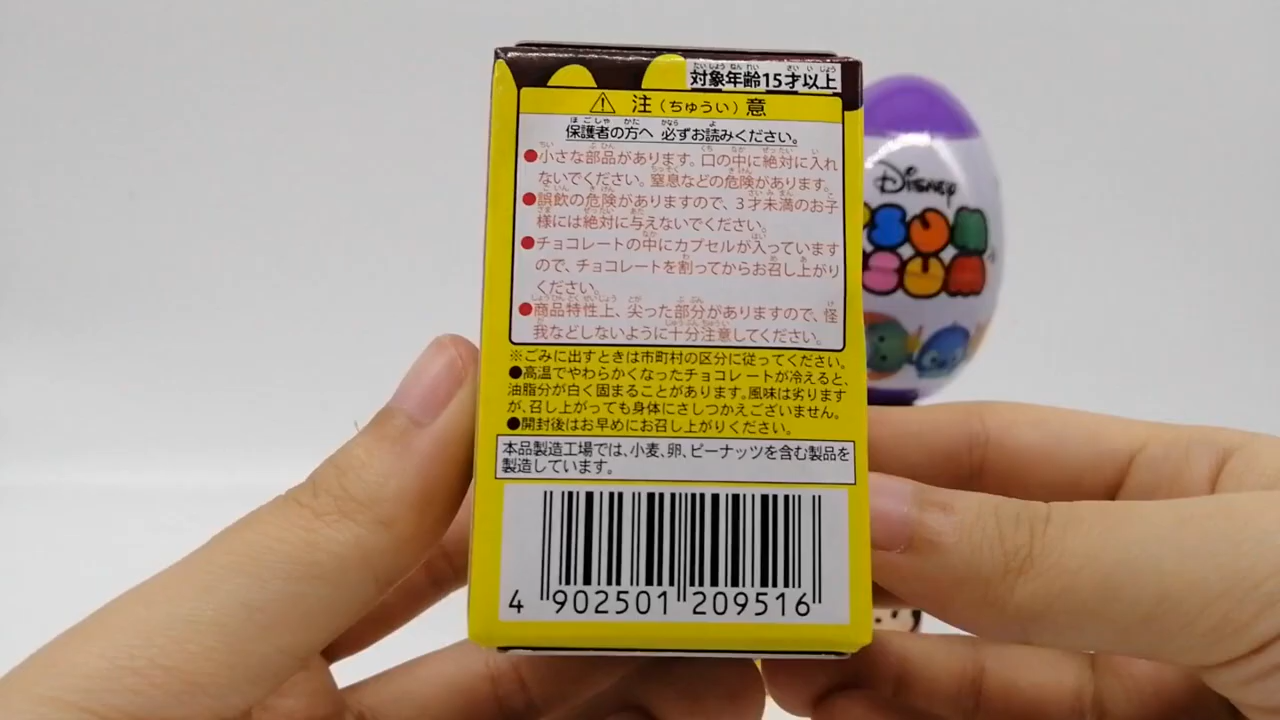 対象年齢15才以上
⚠ 注（ちゅうい）意
保護者の方へ 必ずお読みください。
●小さな部品があります。口の中に絶対に入れ
ないでください。窒息などの危険があります。
●誤飲の危険がありますので、3才未満のお子
様には絶対に与えないでください。
●チョコレートの中にカプセルが入っています
ので、チョコレートを割ってからお召し上がり
ください。
●商品特性上、尖った部分がありますので、怪
我などしないように十分注意してください。
※ごみに出すときは市町村の区分に従ってください。
●高温でやわらかくなったチョコレートが冷えると、
油脂分が白く固まることがあります。風味は劣ります
が、召し上がっても身体にさしつかえございません。
●開封後はお早めにお召し上がりください。
本品製造工場では、小麦、卵、ピーナッツを含む製品を
製造しています。
4 902501 209516
Disney